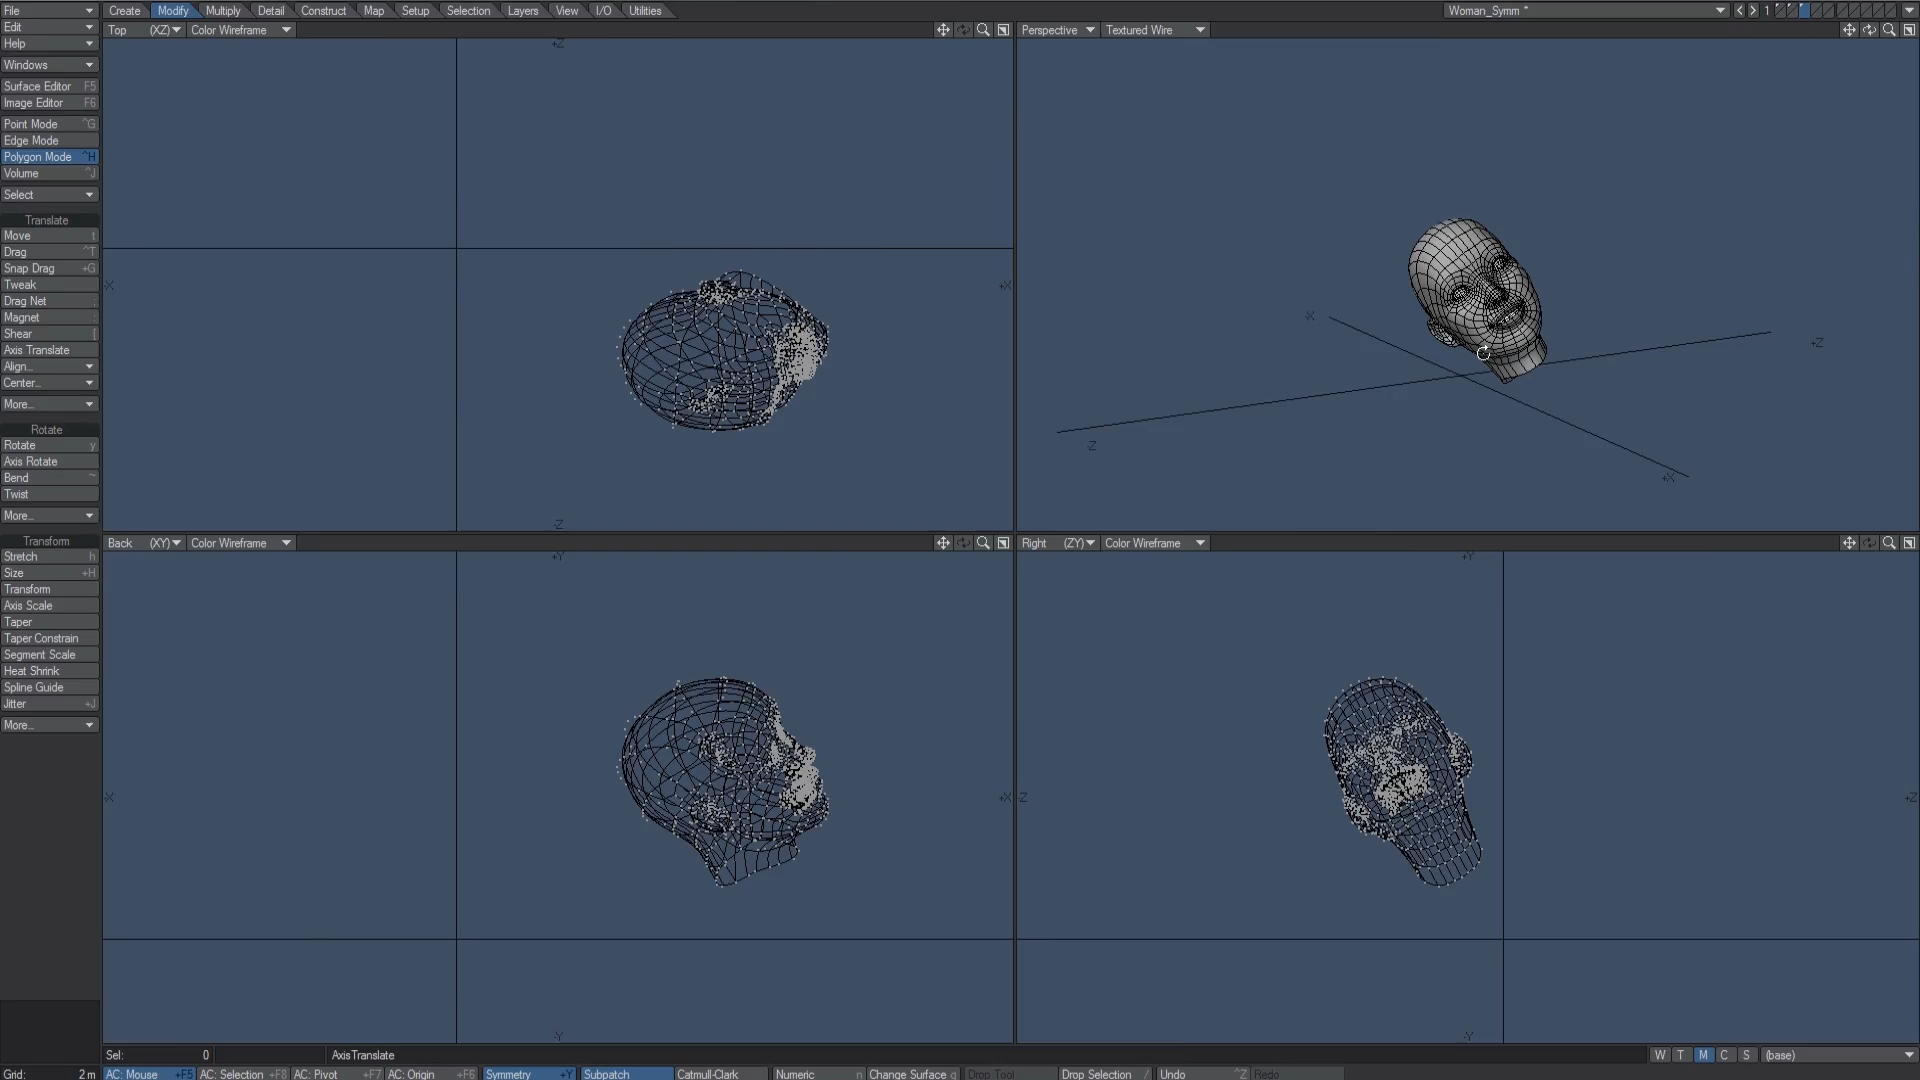 File Create Modify Multiply Detail Construct Map Setup Selection Layers View I/O Utilities Woman_Symm * 1
Edit
Help
Windows
Surface Editor F5
Image Editor F6
Point Mode ^G
Edge Mode
Polygon Mode ^H
Volume ^J
Select
Translate
Move t
Drag ^T
Snap Drag +G
Tweak
Drag Net ;
Magnet :
Shear [
Axis Translate
Align...
Center...
More...
Rotate
Rotate y
Axis Rotate
Bend ~
Twist
More...
Transform
Stretch h
Size +H
Transform
Axis Scale
Taper
Taper Constrain
Segment Scale
Heat Shrink
Spline Guide
Jitter +J
More...
Top (XZ) Color Wireframe
+Z
-X +X
-Z
Perspective Textured Wire
-X
+Z
-Z
+X
Back (XY) Color Wireframe
+Y
-X +X
-Y
Right (ZY) Color Wireframe
+Y
-Z +Z
-Y
Sel: 0 AxisTranslate W T M C S (base)
Grid: 2 m AC: Mouse +F5 AC: Selection +F8 AC: Pivot +F7 AC: Origin +F6 Symmetry +Y Subpatch Catmull-Clark Numeric n Change Surface q Drop Tool Drop Selection / Undo ^Z Redo